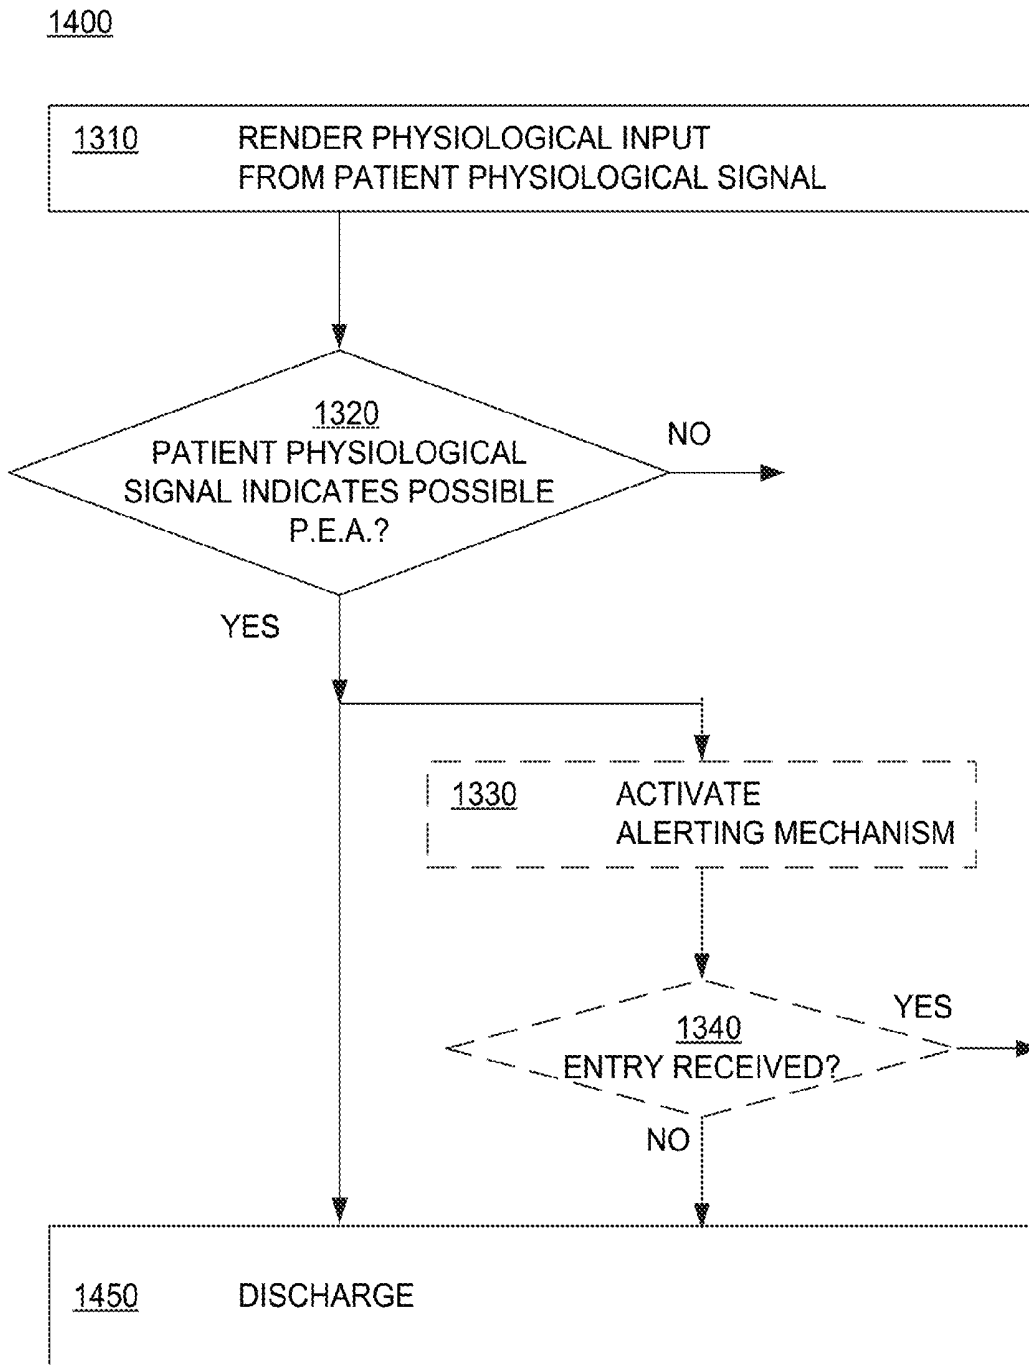 1400
1310 RENDER PHYSIOLOGICAL INPUT
FROM PATIENT PHYSIOLOGICAL SIGNAL
1320
PATIENT PHYSIOLOGICAL
SIGNAL INDICATES POSSIBLE
P.E.A.?
NO
YES
1330 ACTIVATE
ALERTING MECHANISM
1340
ENTRY RECEIVED?
YES
NO
1450 DISCHARGE